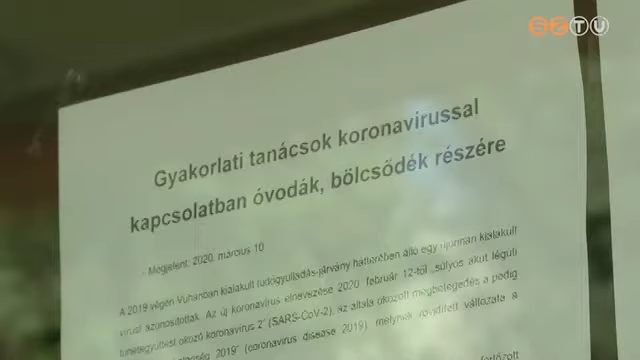 SZTV
Gyakorlati tanácsok koronavírussal
kapcsolatban óvodák, bölcsődék részére
- Megjelent: 2020. március 10
A 2019 végén Vuhanban kialakult tüdőgyulladás-járvány hátterében álló egy újonnan kialakult
vírust azonosítottak. Az új koronavírus elnevezése 2020. február 12-től „súlyos akut légúti
tünetegyüttest okozó koronavírus 2" (SARS-CoV-2), az általa okozott megbetegedés a pedig
2019" (coronavirus disease 2019), melynek rövidített változata a